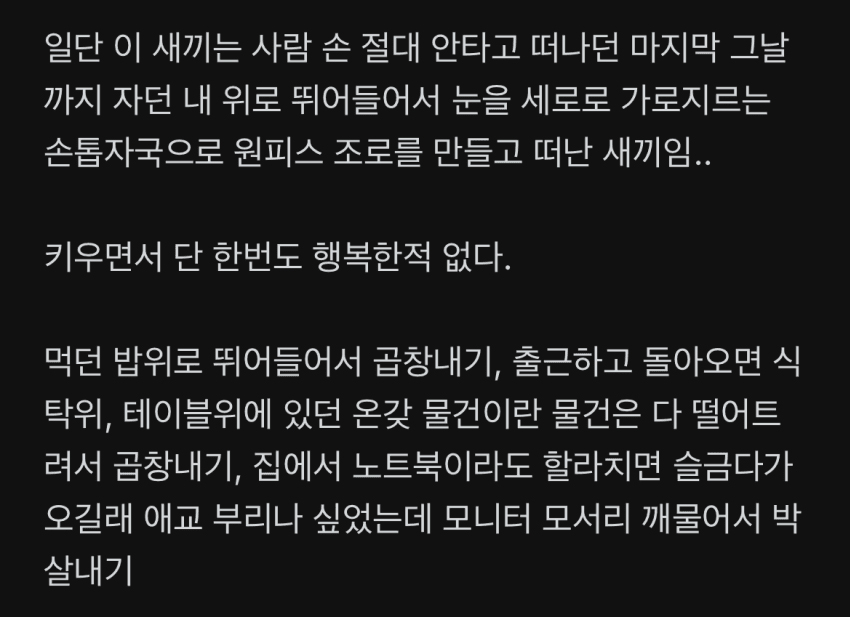 일단 이 새끼는 사람 손 절대 안타고 떠나던 마지막 그날
까지 자던 내 위로 뛰어들어서 눈을 세로로 가로지르는
손톱자국으로 원피스 조로를 만들고 떠난 새끼임..
키우면서 단 한번도 행복한적 없다.
먹던 밥위로 뛰어들어서 곱창내기, 출근하고 돌아오면 식
탁위, 테이블위에 있던 온갖 물건이란 물건은 다 떨어트
려서 곱창내기, 집에서 노트북이라도 할라치면 슬금다가
오길래 애교 부리나 싶었는데 모니터 모서리 깨물어서 박
살내기